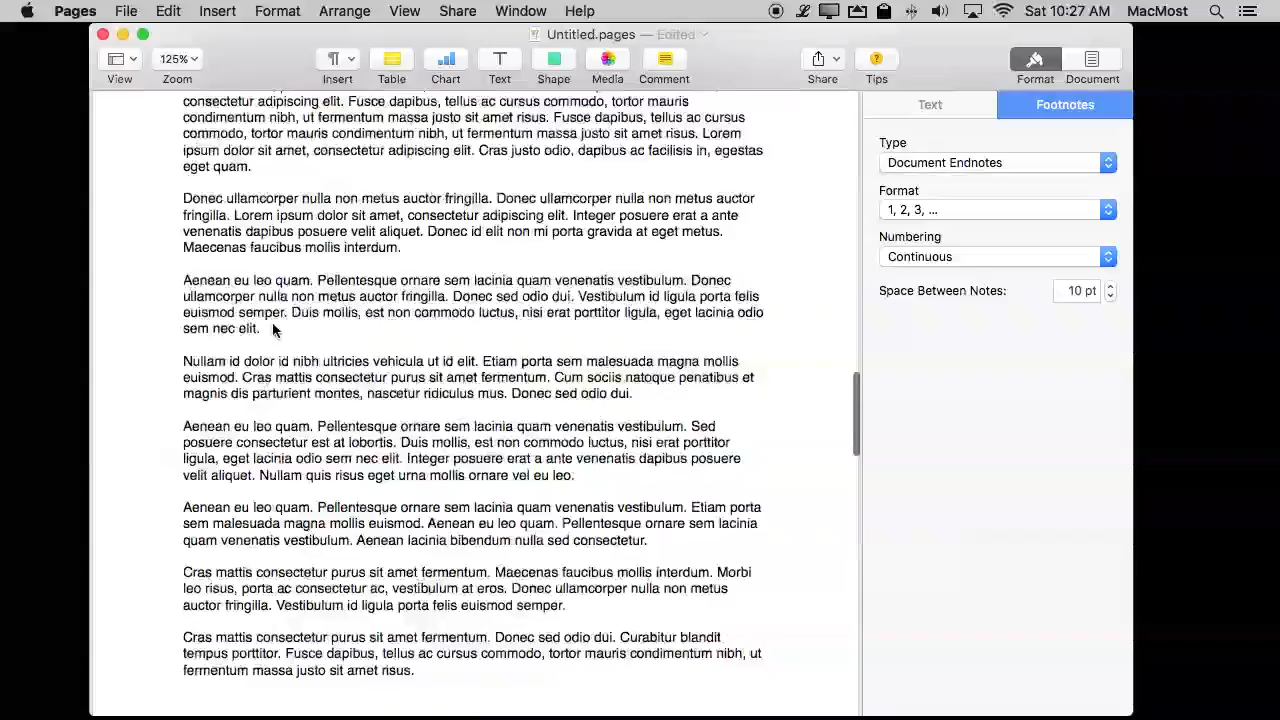 Pages File Edit Insert Format Arrange View Share Window Help Sat 10:27 AM MacMost
Untitled.pages — Edited
125%
View Zoom Insert Table Chart Text Shape Media Comment Share Tips Format Document
Text Footnotes
consectetur adipiscing elit. Fusce dapibus, tellus ac cursus commodo, tortor mauris
condimentum nibh, ut fermentum massa justo sit amet risus. Fusce dapibus, tellus ac cursus
commodo, tortor mauris condimentum nibh, ut fermentum massa justo sit amet risus. Lorem
ipsum dolor sit amet, consectetur adipiscing elit. Cras justo odio, dapibus ac facilisis in, egestas
eget quam.
Donec ullamcorper nulla non metus auctor fringilla. Donec ullamcorper nulla non metus auctor
fringilla. Lorem ipsum dolor sit amet, consectetur adipiscing elit. Integer posuere erat a ante
venenatis dapibus posuere velit aliquet. Donec id elit non mi porta gravida at eget metus.
Maecenas faucibus mollis interdum.
Aenean eu leo quam. Pellentesque ornare sem lacinia quam venenatis vestibulum. Donec
ullamcorper nulla non metus auctor fringilla. Donec sed odio dui. Vestibulum id ligula porta felis
euismod semper. Duis mollis, est non commodo luctus, nisi erat porttitor ligula, eget lacinia odio
sem nec elit.
Nullam id dolor id nibh ultricies vehicula ut id elit. Etiam porta sem malesuada magna mollis
euismod. Cras mattis consectetur purus sit amet fermentum. Cum sociis natoque penatibus et
magnis dis parturient montes, nascetur ridiculus mus. Donec sed odio dui.
Aenean eu leo quam. Pellentesque ornare sem lacinia quam venenatis vestibulum. Sed
posuere consectetur est at lobortis. Duis mollis, est non commodo luctus, nisi erat porttitor
ligula, eget lacinia odio sem nec elit. Integer posuere erat a ante venenatis dapibus posuere
velit aliquet. Nullam quis risus eget urna mollis ornare vel eu leo.
Aenean eu leo quam. Pellentesque ornare sem lacinia quam venenatis vestibulum. Etiam porta
sem malesuada magna mollis euismod. Aenean eu leo quam. Pellentesque ornare sem lacinia
quam venenatis vestibulum. Aenean lacinia bibendum nulla sed consectetur.
Cras mattis consectetur purus sit amet fermentum. Maecenas faucibus mollis interdum. Morbi
leo risus, porta ac consectetur ac, vestibulum at eros. Donec ullamcorper nulla non metus
auctor fringilla. Vestibulum id ligula porta felis euismod semper.
Cras mattis consectetur purus sit amet fermentum. Donec sed odio dui. Curabitur blandit
tempus porttitor. Fusce dapibus, tellus ac cursus commodo, tortor mauris condimentum nibh, ut
fermentum massa justo sit amet risus.
Type
Document Endnotes
Format
1, 2, 3, ...
Numbering
Continuous
Space Between Notes: 10 pt